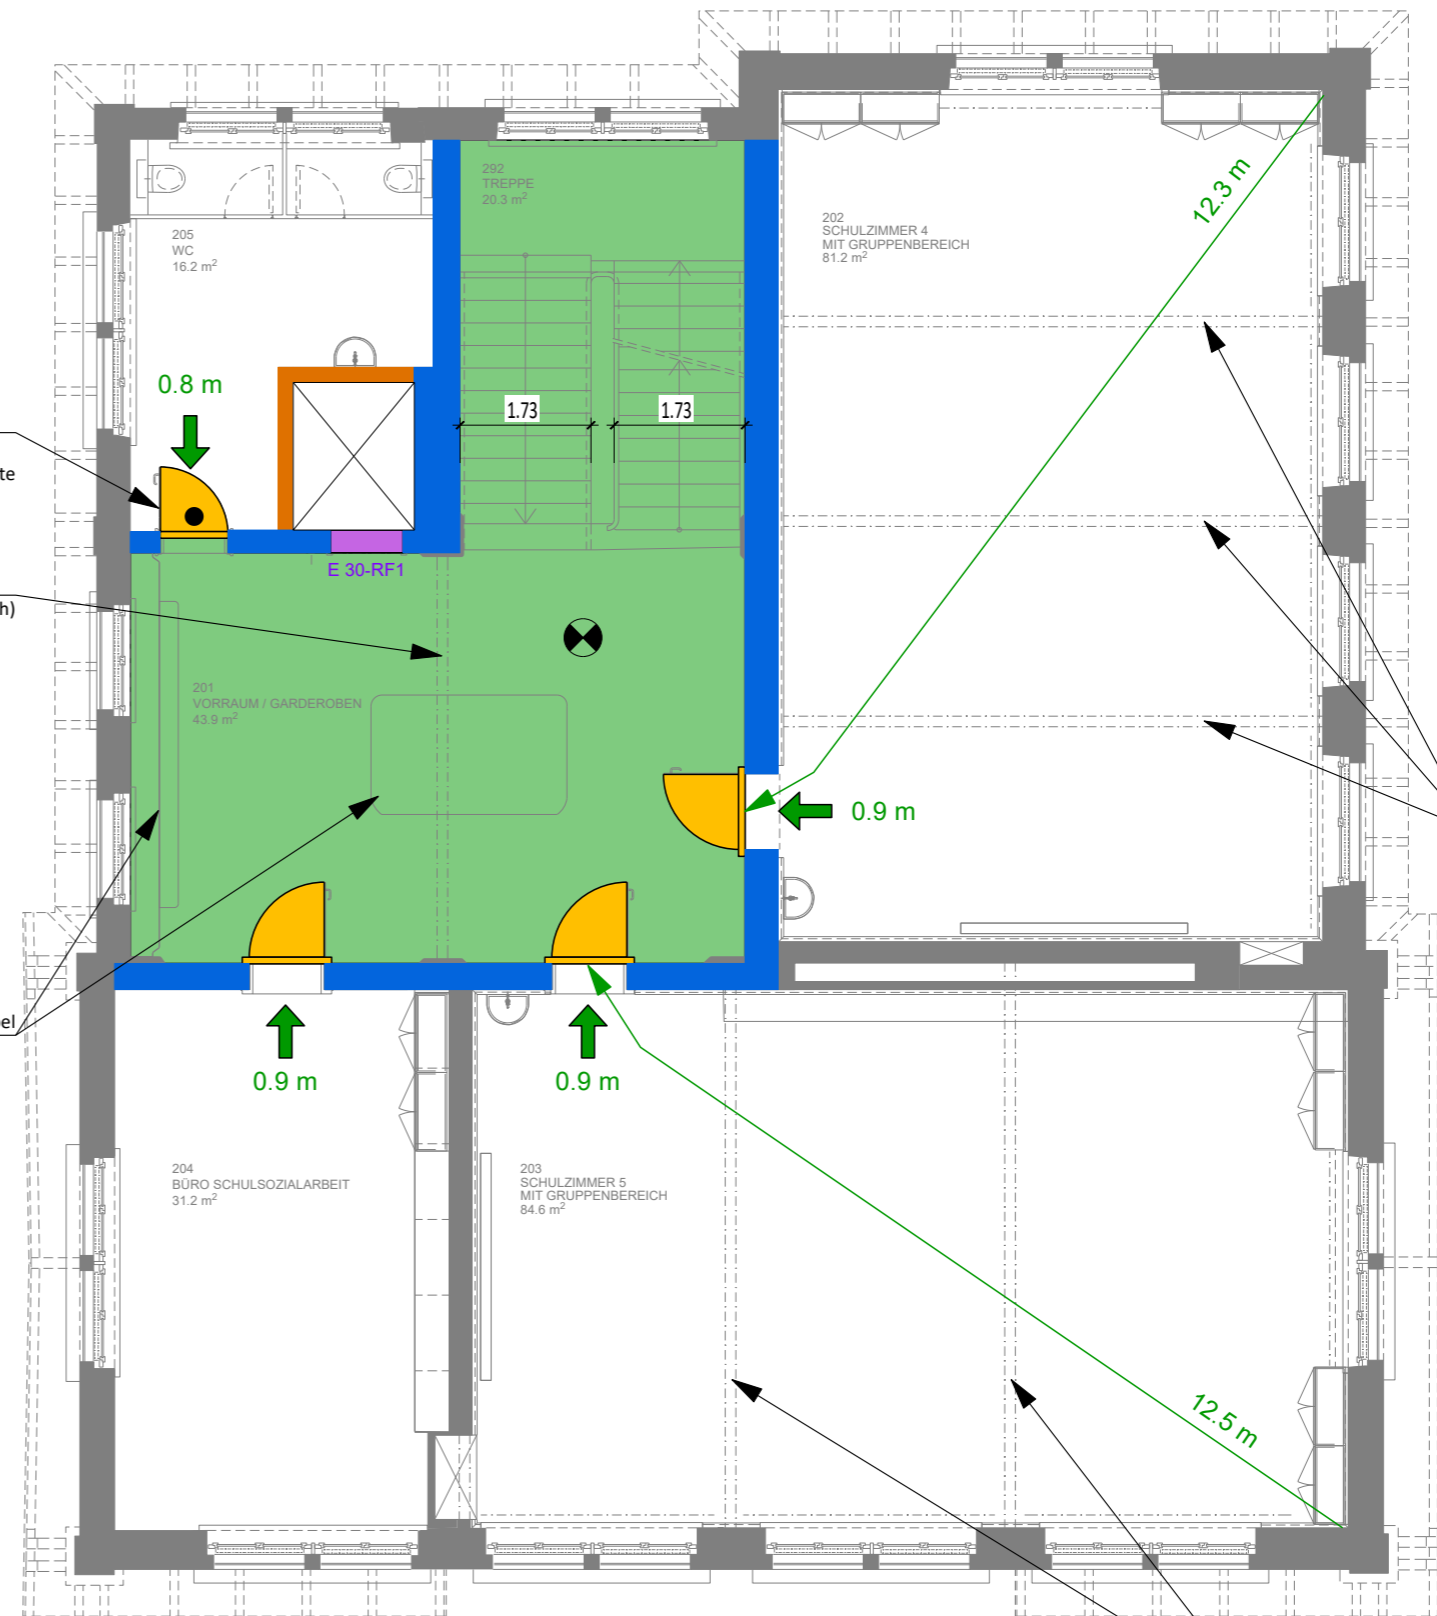 292
TREPPE
20.3 m²
205
WC
16.2 m²
202
SCHULZIMMER 4
MIT GRUPPENBEREICH
81.2 m²
12.3 m
0.8 m
1.73
1.73
E 30-RF1
201
VORRAUM / GARDEROBEN
43.9 m²
0.9 m
0.9 m
0.9 m
204
BÜRO SCHULSOZIALARBEIT
31.2 m²
203
SCHULZIMMER 5
MIT GRUPPENBEREICH
84.6 m²
12.5 m